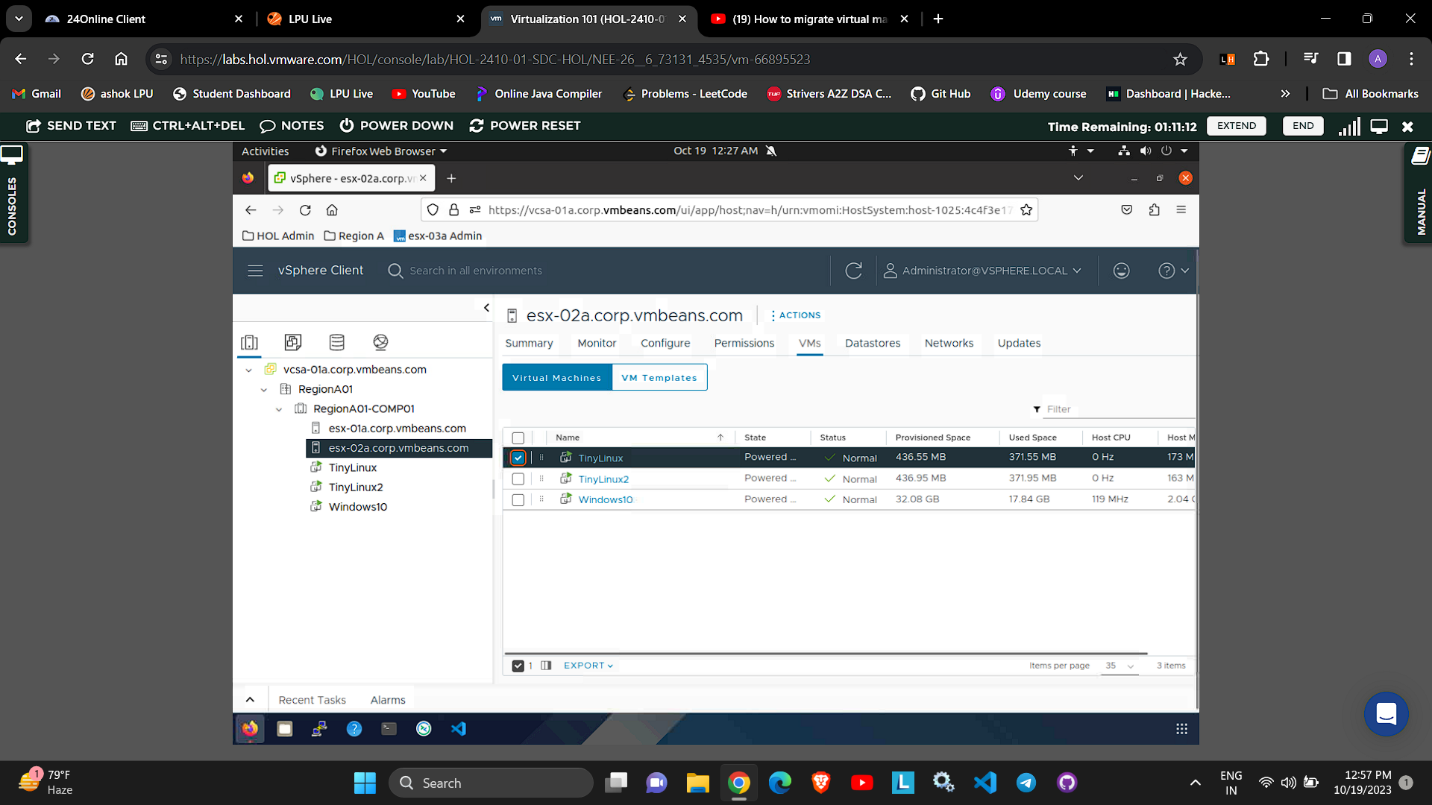 24Online Client
LPU Live
vm Virtualization 101 (HOL-2410-0
(19) How to migrate virtual ma
https://labs.hol.vmware.com/HOL/console/lab/HOL-2410-01-SDC-HOL/NEE-26__6_73131_4535/vm-66895523
A
Gmail ashok LPU Student Dashboard LPU Live YouTube Online Java Compiler Problems - LeetCode TUF Strivers A2Z DSA C... Git Hub Udemy course Dashboard | Hacke... All Bookmarks
SEND TEXT CTRL+ALT+DEL NOTES POWER DOWN POWER RESET Time Remaining: 01:11:12 EXTEND END
CONSOLES
MANUAL
Activities Firefox Web Browser Oct 19 12:27 AM
vSphere - esx-02a.corp.v
https://vcsa-01a.corp.vmbeans.com/ui/app/host;nav=h/urn:vmomi:HostSystem:host-1025:4c4f3e17
HOL Admin Region A vm esx-03a Admin
vSphere Client Search in all environments Administrator@VSPHERE.LOCAL
esx-02a.corp.vmbeans.com ACTIONS
Summary Monitor Configure Permissions VMs Datastores Networks Updates
vcsa-01a.corp.vmbeans.com
RegionA01
RegionA01-COMP01
esx-01a.corp.vmbeans.com
esx-02a.corp.vmbeans.com
TinyLinux
TinyLinux2
Windows10
Virtual Machines VM Templates
Filter
Name State Status Provisioned Space Used Space Host CPU Host M
TinyLinux Powered ... Normal 436.55 MB 371.55 MB 0 Hz 173 M
TinyLinux2 Powered ... Normal 436.95 MB 371.95 MB 0 Hz 163 M
Windows10 Powered ... Normal 32.08 GB 17.84 GB 119 MHz 2.04
1 EXPORT Items per page 35 3 items
Recent Tasks Alarms
1 79°F
Haze
Search
L
ENG
IN
12:57 PM
10/19/2023
1